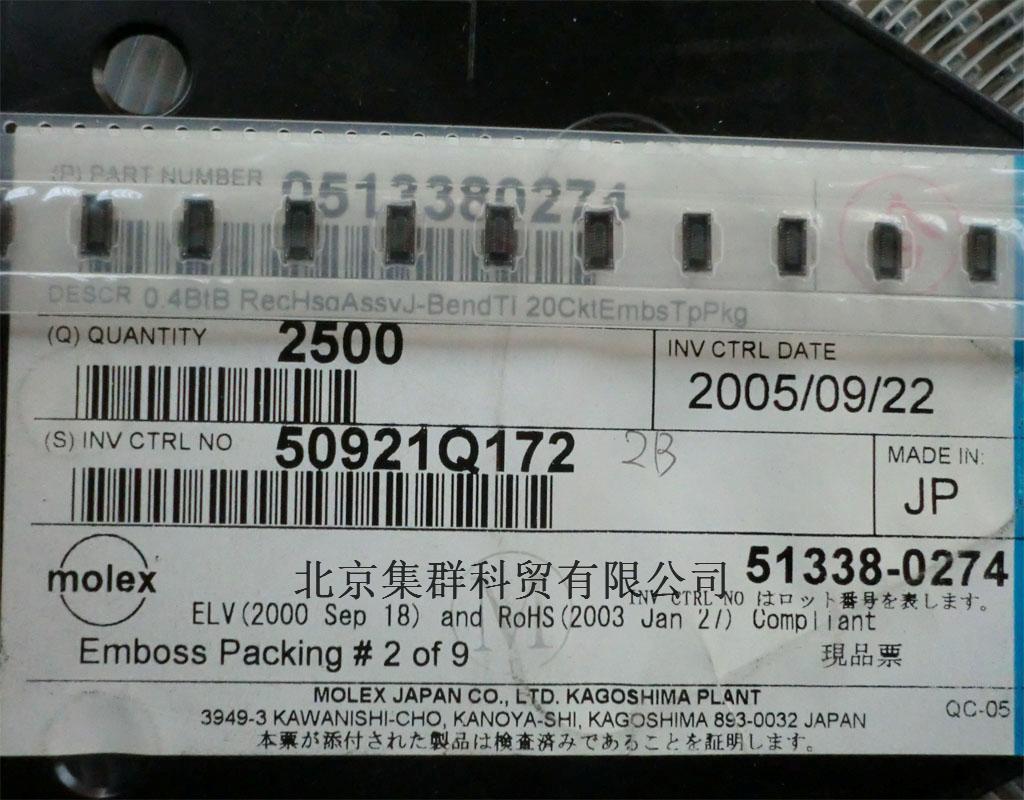 (P) PART NUMBER 0513380274
DESCR 0.4BtB RecHsgAssyJ-BendTl 20CktEmbsTpPkg
(Q) QUANTITY 2500
INV CTRL DATE
2005/09/22
(S) INV CTRL NO 50921Q172
2B
MADE IN:
JP
molex
51338-0274
北京集群科贸有限公司
INV CTRL NO はロット番号を表します。
ELV(2000 Sep 18) and RoHS(2003 Jan 27) Compliant
Emboss Packing # 2 of 9
現品票
MOLEX JAPAN CO., LTD. KAGOSHIMA PLANT
3949-3 KAWANISHI-CHO, KANOYA-SHI, KAGOSHIMA 893-0032 JAPAN
QC-05
本票が添付された製品は検査済みであることを証明します。